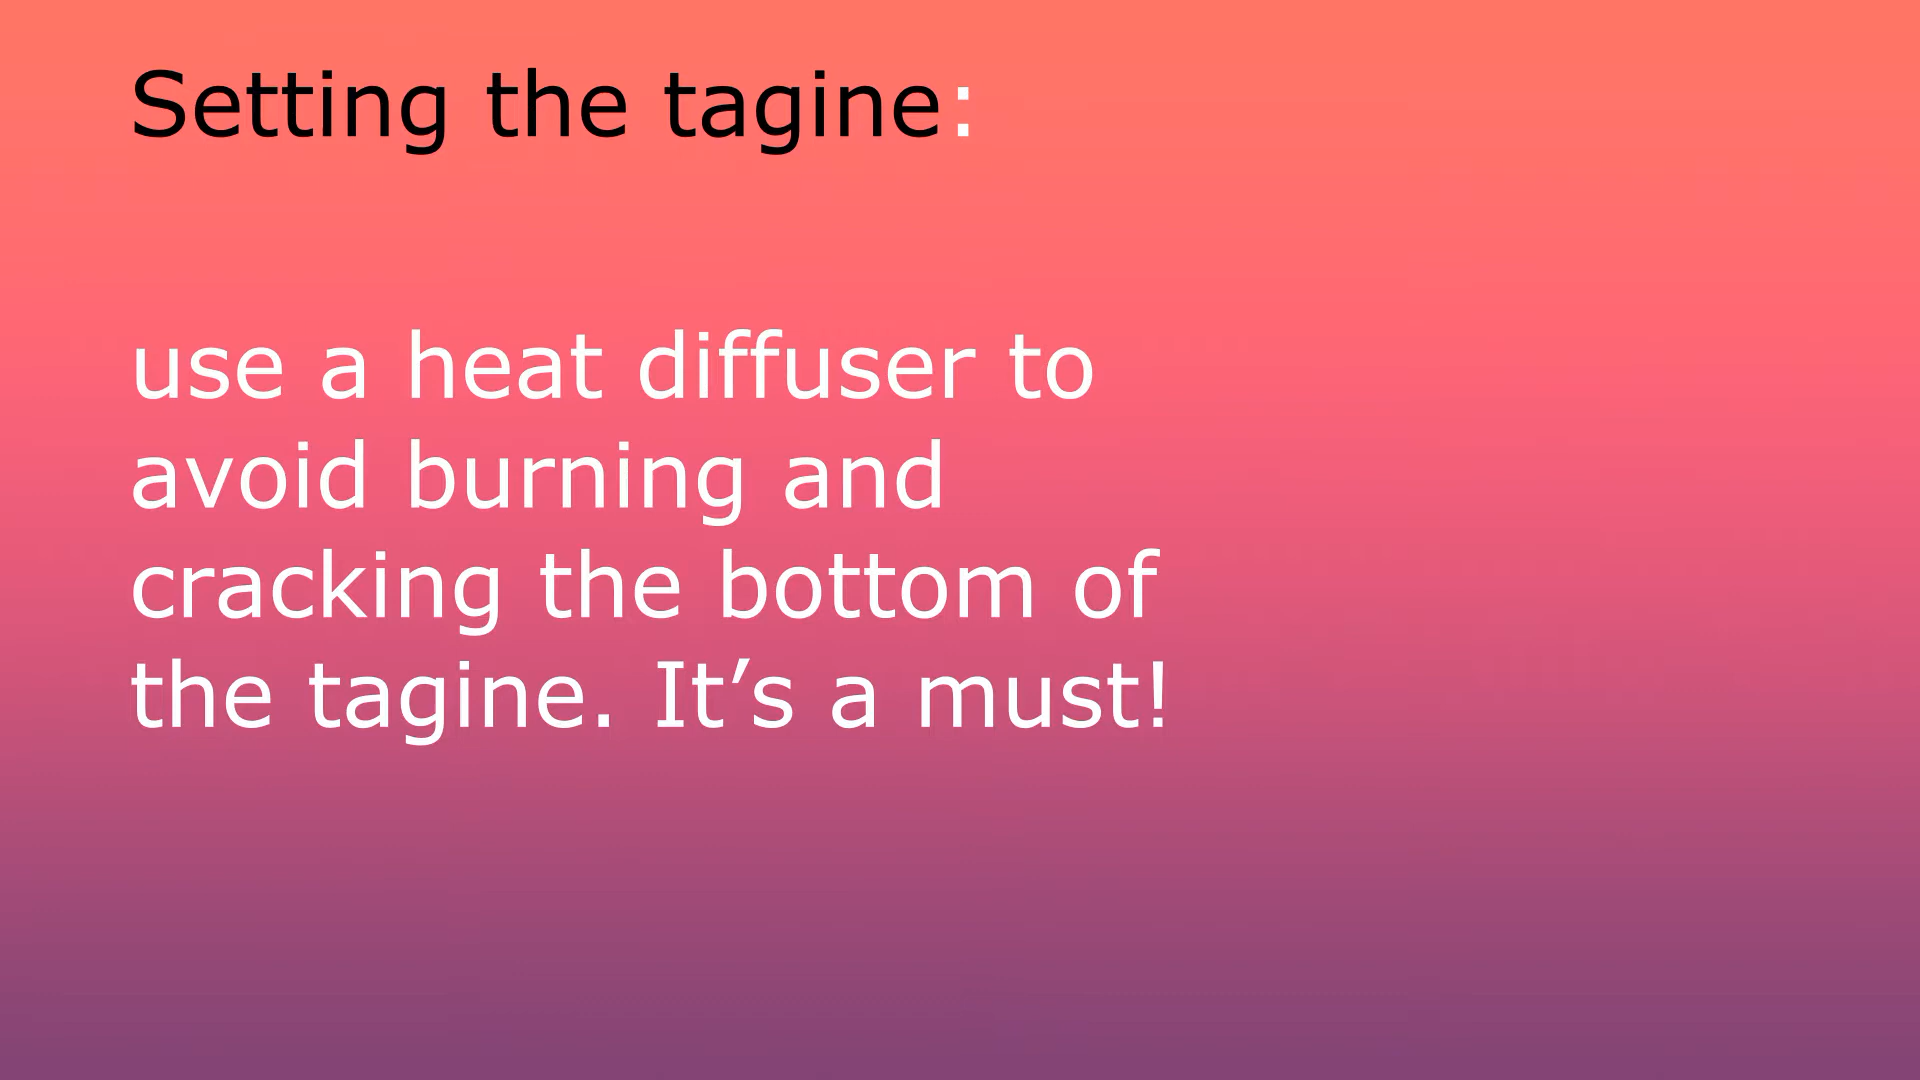 Setting the tagine:
use a heat diffuser to
avoid burning and
cracking the bottom of
the tagine. It’s a must!